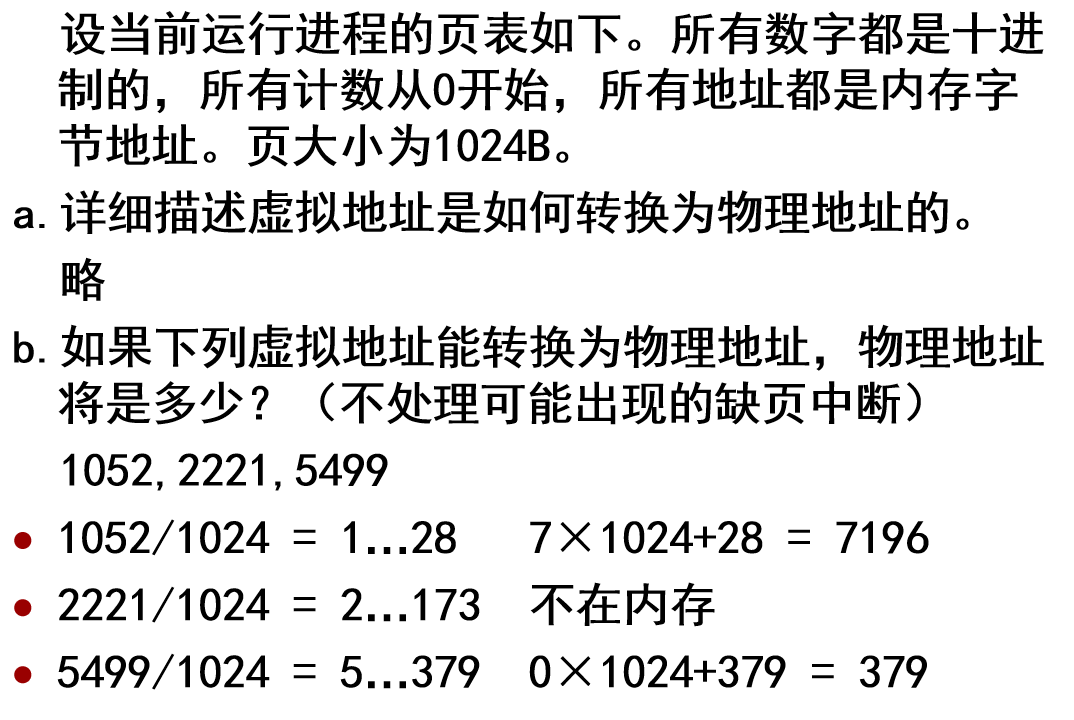 设当前运行进程的页表如下。所有数字都是十进
制的，所有计数从0开始，所有地址都是内存字
节地址。页大小为1024B。
a. 详细描述虚拟地址是如何转换为物理地址的。
略
b. 如果下列虚拟地址能转换为物理地址，物理地址
将是多少？（不处理可能出现的缺页中断）
1052,2221,5499
• 1052/1024 = 1…28 7×1024+28 = 7196
• 2221/1024 = 2…173 不在内存
• 5499/1024 = 5…379 0×1024+379 = 379